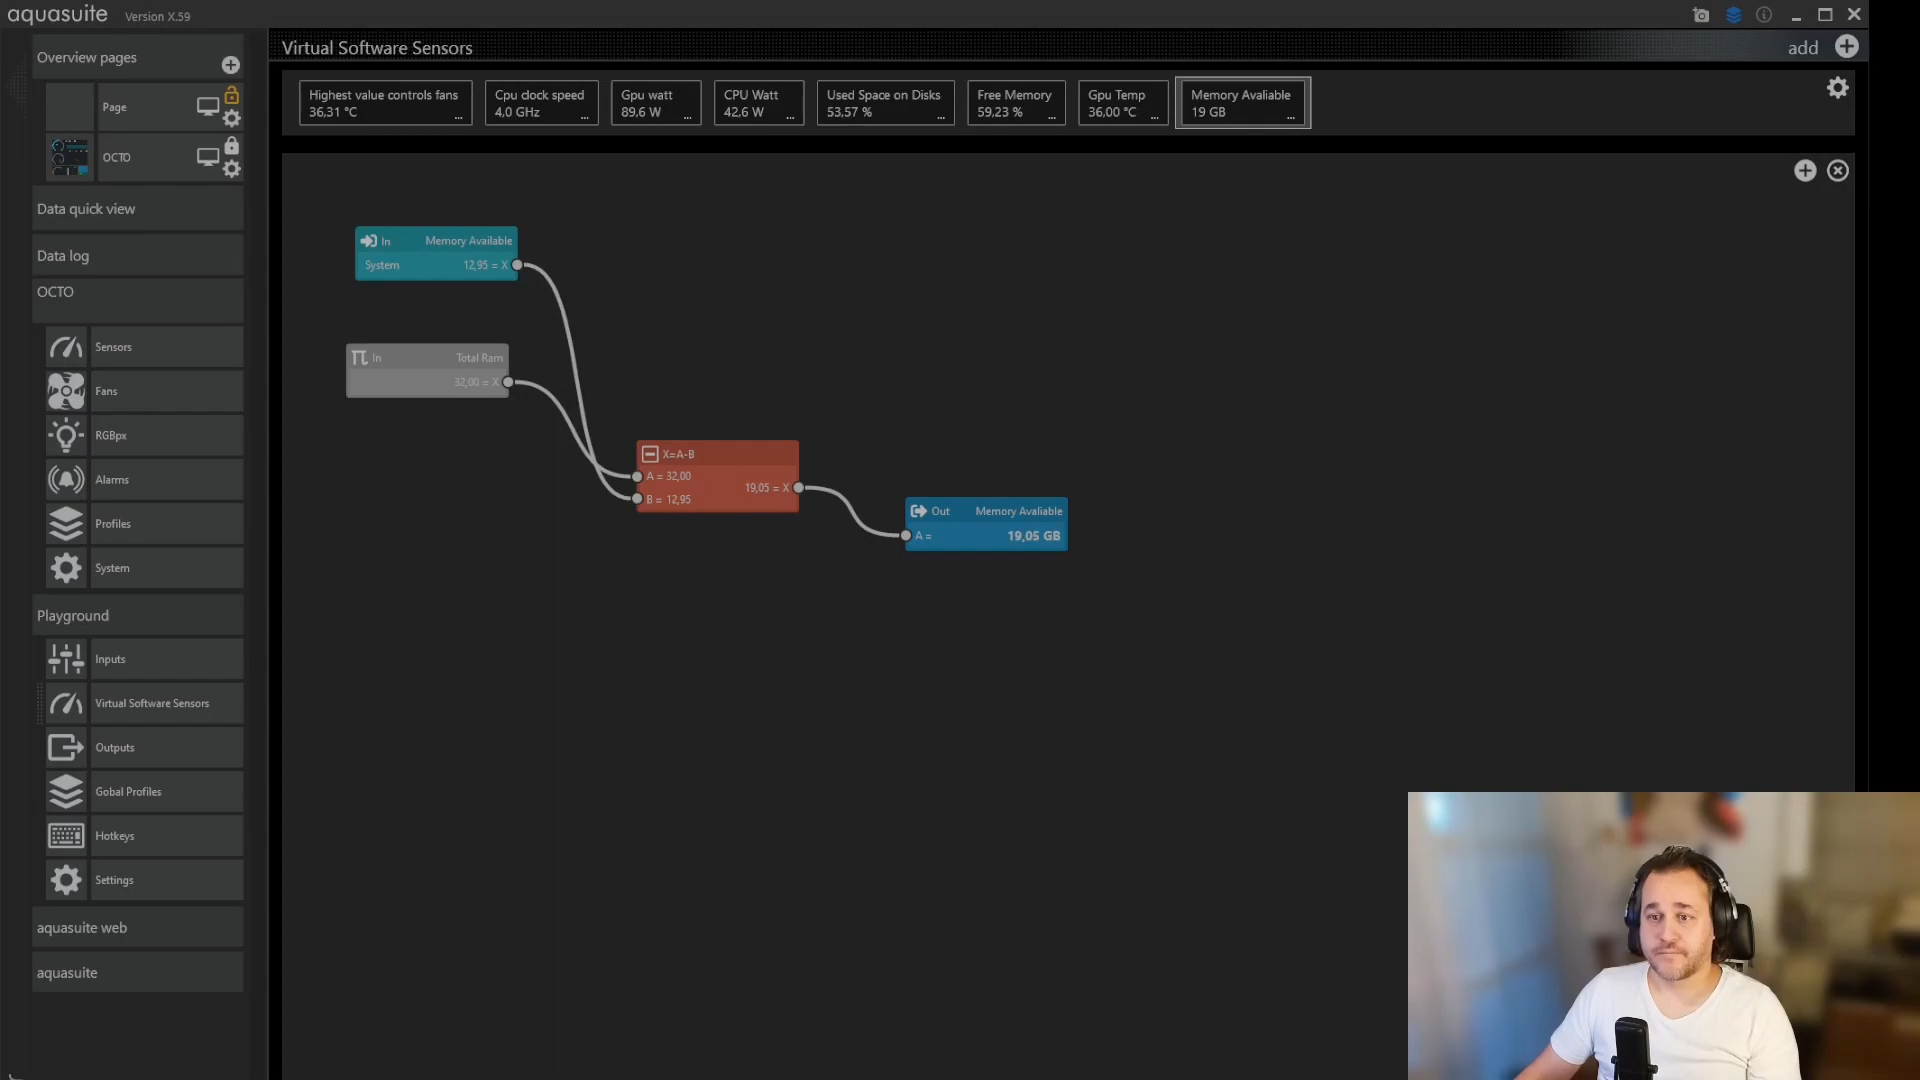 aquasuite Version X.59
Overview pages
Page
OCTO
Data quick view
Data log
OCTO
Sensors
Fans
RGBpx
Alarms
Profiles
System
Playground
Inputs
Virtual Software Sensors
Outputs
Gobal Profiles
Hotkeys
Settings
aquasuite web
aquasuite
Virtual Software Sensors
add
Highest value controls fans
36,31 °C
...
Cpu clock speed
4,0 GHz
...
Gpu watt
89,6 W
...
CPU Watt
42,6 W
...
Used Space on Disks
53,57 %
...
Free Memory
59,23 %
...
Gpu Temp
36,00 °C
...
Memory Avaliable
19 GB
...
In Memory Available
System 12,95 = X
In Total Ram
32,00 = X
X=A-B
A = 32,00
19,05 = X
B = 12,95
Out Memory Avaliable
A = 19,05 GB